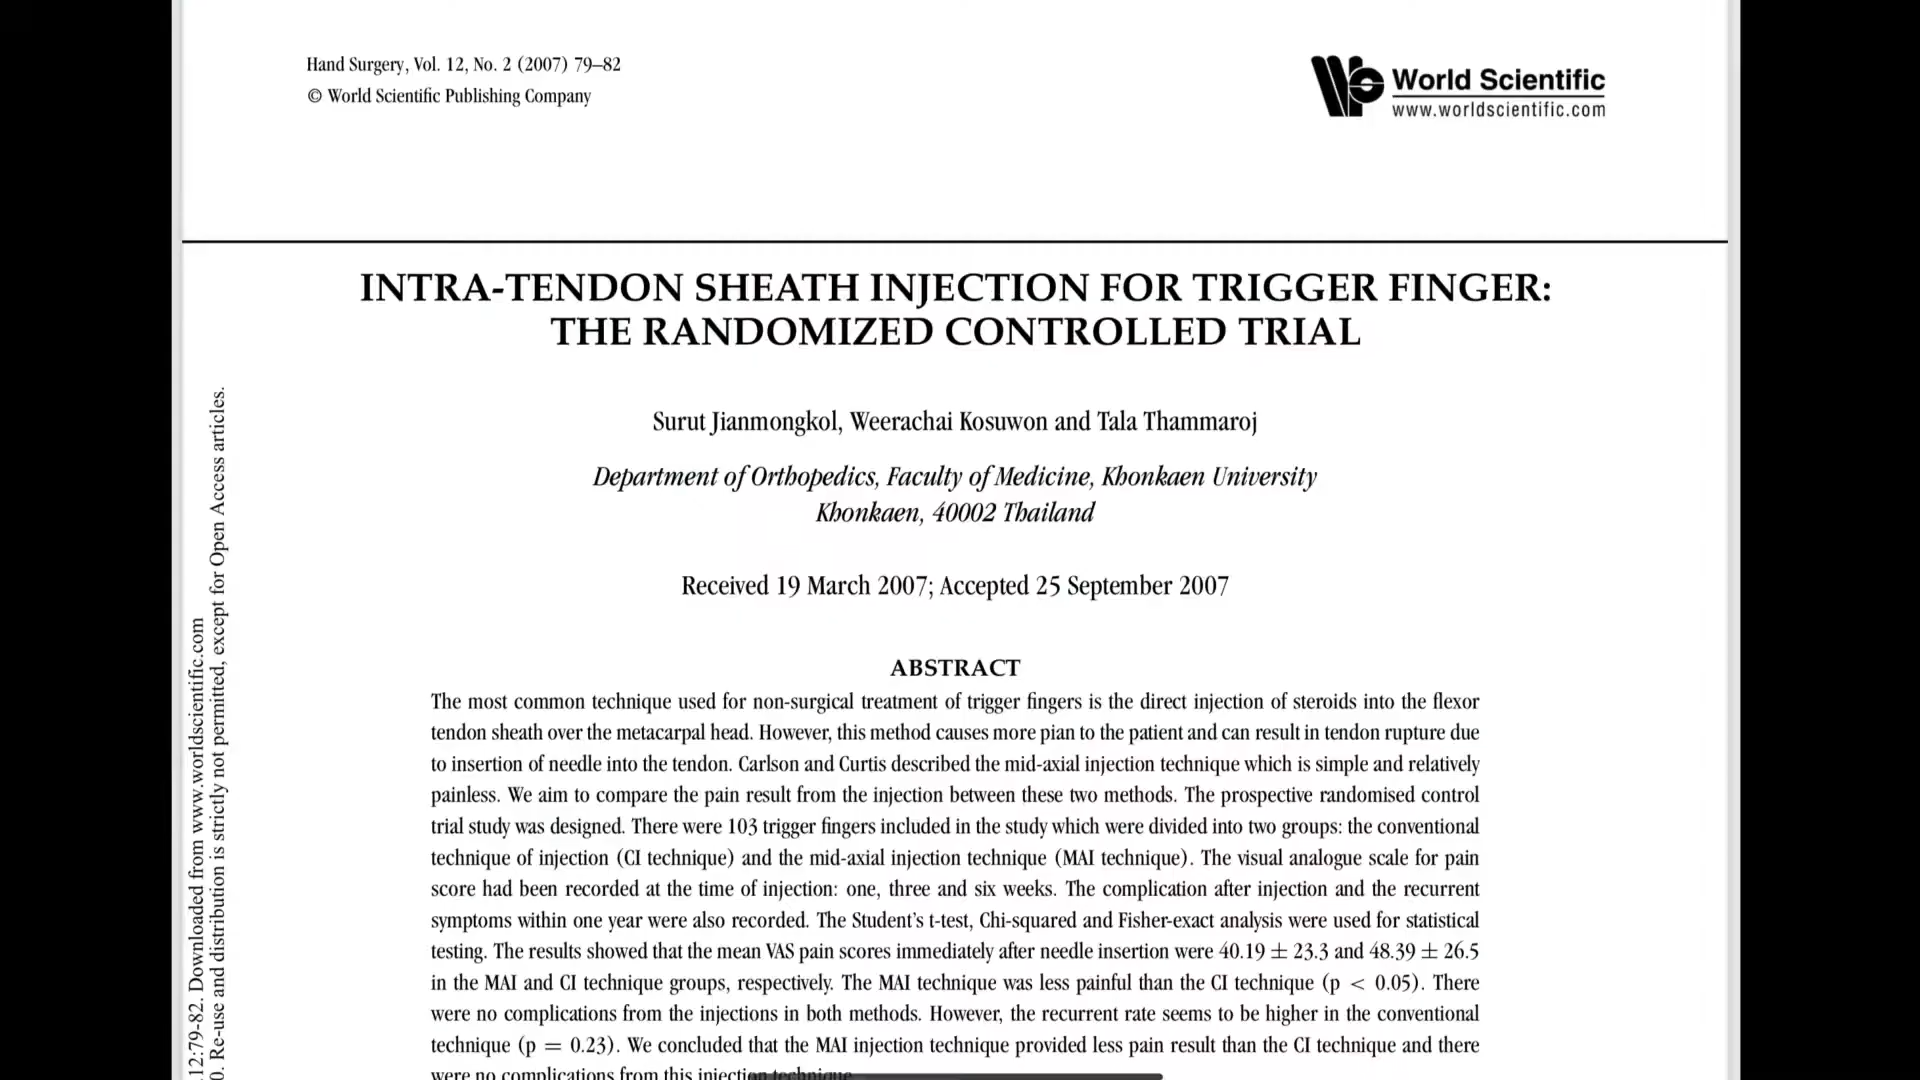 Hand Surgery, Vol. 12, No. 2 (2007) 79–82
© World Scientific Publishing Company
World Scientific
www.worldscientific.com
INTRA-TENDON SHEATH INJECTION FOR TRIGGER FINGER:
THE RANDOMIZED CONTROLLED TRIAL
Surut Jianmongkol, Weerachai Kosuwon and Tala Thammaroj
Department of Orthopedics, Faculty of Medicine, Khonkaen University
Khonkaen, 40002 Thailand
Received 19 March 2007; Accepted 25 September 2007
ABSTRACT
The most common technique used for non-surgical treatment of trigger fingers is the direct injection of steroids into the flexor
tendon sheath over the metacarpal head. However, this method causes more pian to the patient and can result in tendon rupture due
to insertion of needle into the tendon. Carlson and Curtis described the mid-axial injection technique which is simple and relatively
painless. We aim to compare the pain result from the injection between these two methods. The prospective randomised control
trial study was designed. There were 103 trigger fingers included in the study which were divided into two groups: the conventional
technique of injection (CI technique) and the mid-axial injection technique (MAI technique). The visual analogue scale for pain
score had been recorded at the time of injection: one, three and six weeks. The complication after injection and the recurrent
symptoms within one year were also recorded. The Student's t-test, Chi-squared and Fisher-exact analysis were used for statistical
testing. The results showed that the mean VAS pain scores immediately after needle insertion were 40.19 ± 23.3 and 48.39 ± 26.5
in the MAI and CI technique groups, respectively. The MAI technique was less painful than the CI technique (p < 0.05). There
were no complications from the injections in both methods. However, the recurrent rate seems to be higher in the conventional
technique (p = 0.23). We concluded that the MAI injection technique provided less pain result than the CI technique and there
were no complications from this injection technique.
.12:79-82. Downloaded from www.worldscientific.com
0. Re-use and distribution is strictly not permitted, except for Open Access articles.